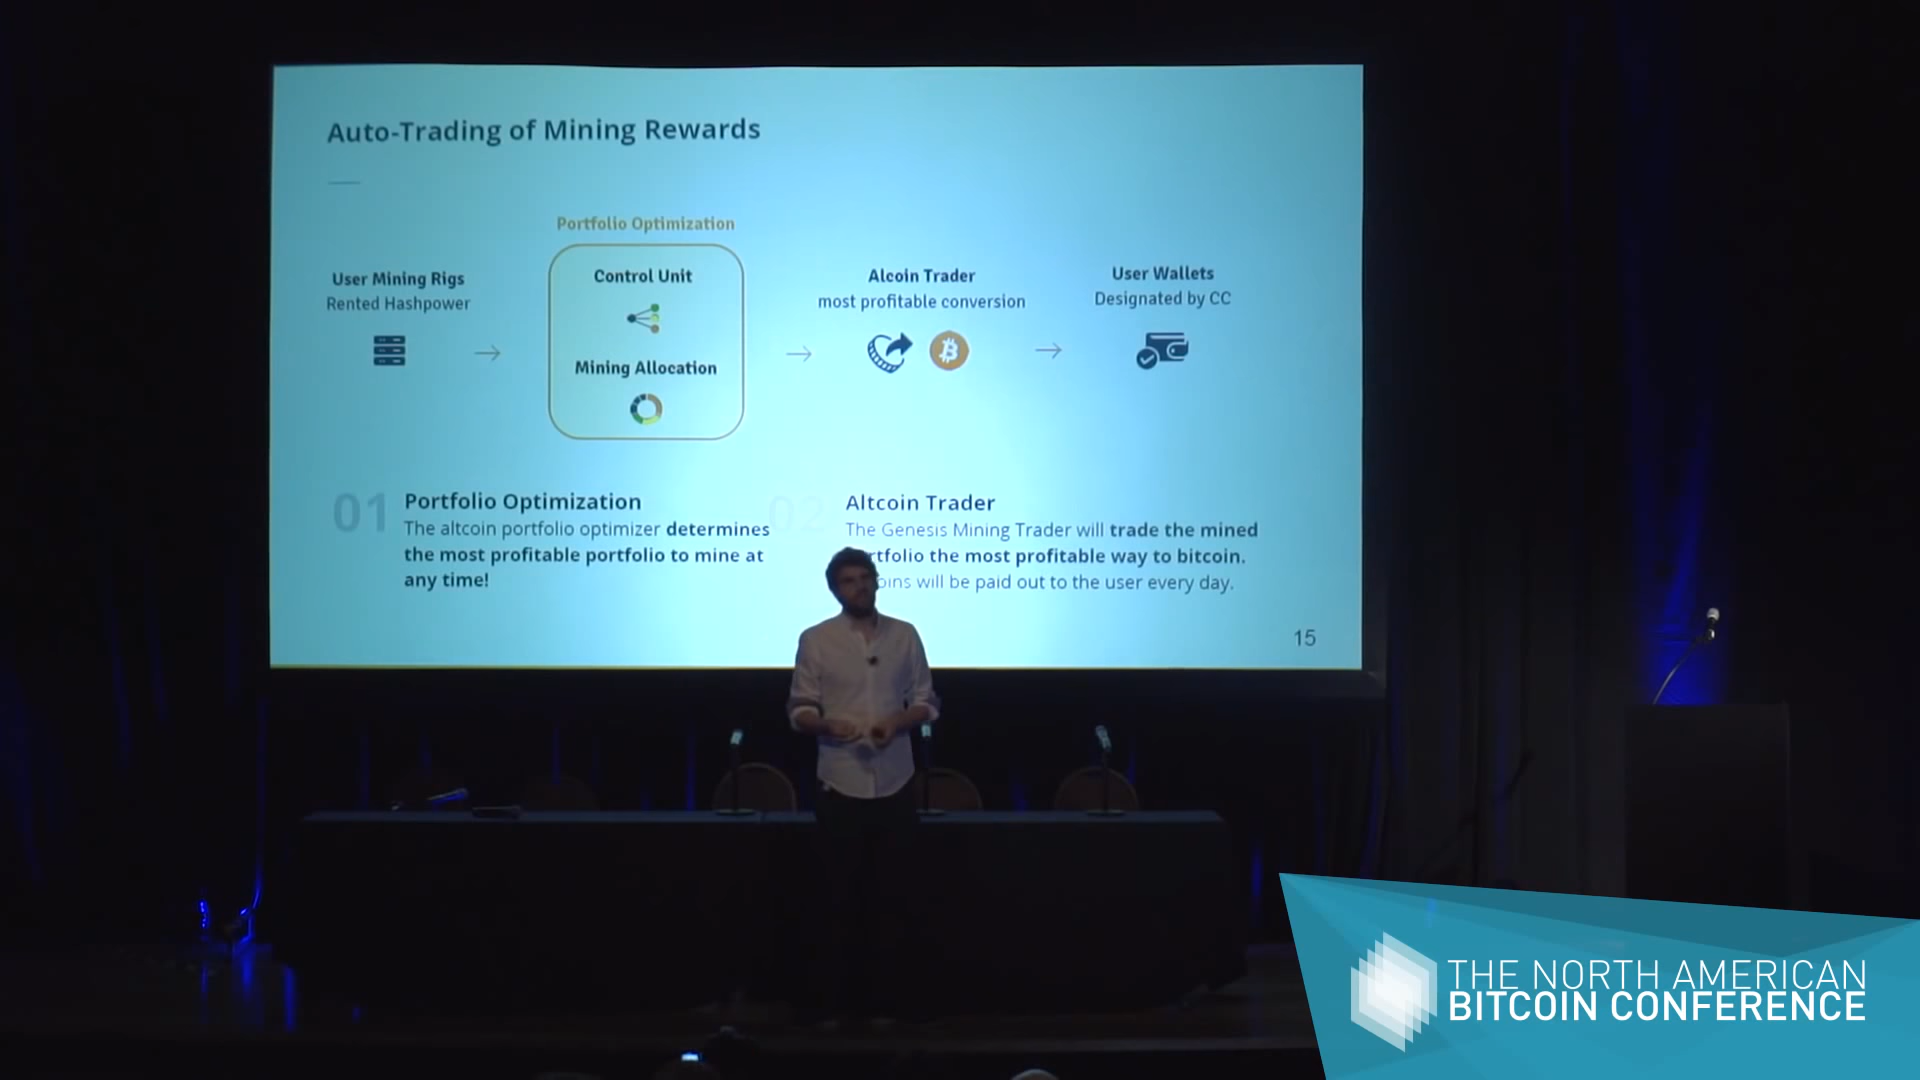 Auto-Trading of Mining Rewards
Portfolio Optimization
User Mining Rigs
Rented Hashpower
Control Unit
Mining Allocation
Alcoin Trader
most profitable conversion
User Wallets
Designated by CC
01
Portfolio Optimization
The altcoin portfolio optimizer determines
the most profitable portfolio to mine at
any time!
02
Altcoin Trader
The Genesis Mining Trader will trade the mined
the most profitable way to bitcoin.
will be paid out to the user every day.
15
THE NORTH AMERICAN
BITCOIN CONFERENCE